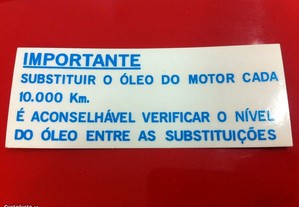 IMPORTANTE
SUBSTITUIR O ÓLEO DO MOTOR CADA
10.000 Km.
É ACONSELHÁVEL VERIFICAR O NÍVEL
DO ÓLEO ENTRE AS SUBSTITUIÇÕES